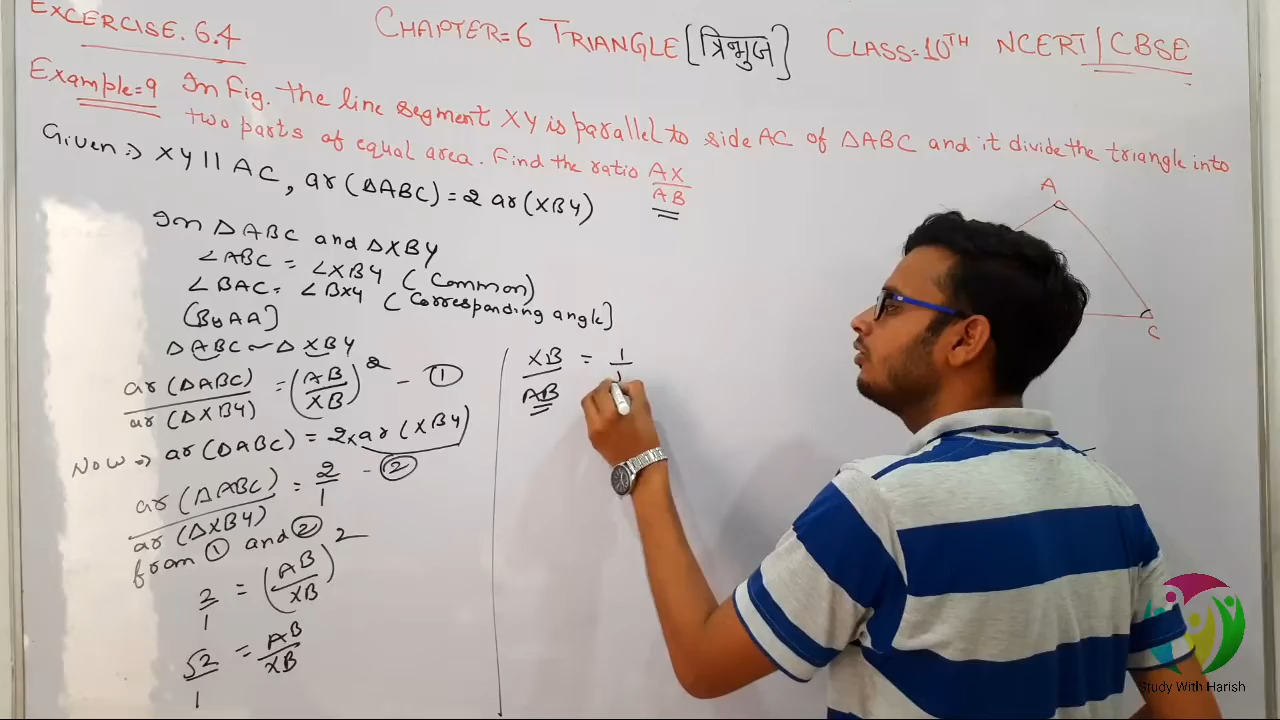 EXCERCISE. 6.4
CHAPTER=6 TRIANGLE [त्रिभुज] CLASS=10TH NCERT/CBSE
Example=9 In Fig. the line segment XY is parallel to side AC of ΔABC and it divide the triangle into
two parts of equal area. Find the ratio AX/AB
Given :⇒ XY || AC, ar(ΔABC) = 2 ar(XBY)
In ΔABC and ΔXBY
∠ABC = ∠XBY (Common)
∠BAC = ∠BXY (Corresponding angle]
(By AA]
ΔABC ~ ΔXBY
ar(ΔABC)/ar(ΔXBY) = (AB/XB)² - ①
Now ⇒ ar(ΔABC) = 2×ar(XBY)
ar(ΔABC)/ar(ΔXBY) = 2/1 - ②
from ① and ②
2/1 = (AB/XB)²
√2/1 = AB/XB
XB/AB = 1/
A
C
Study With Harish